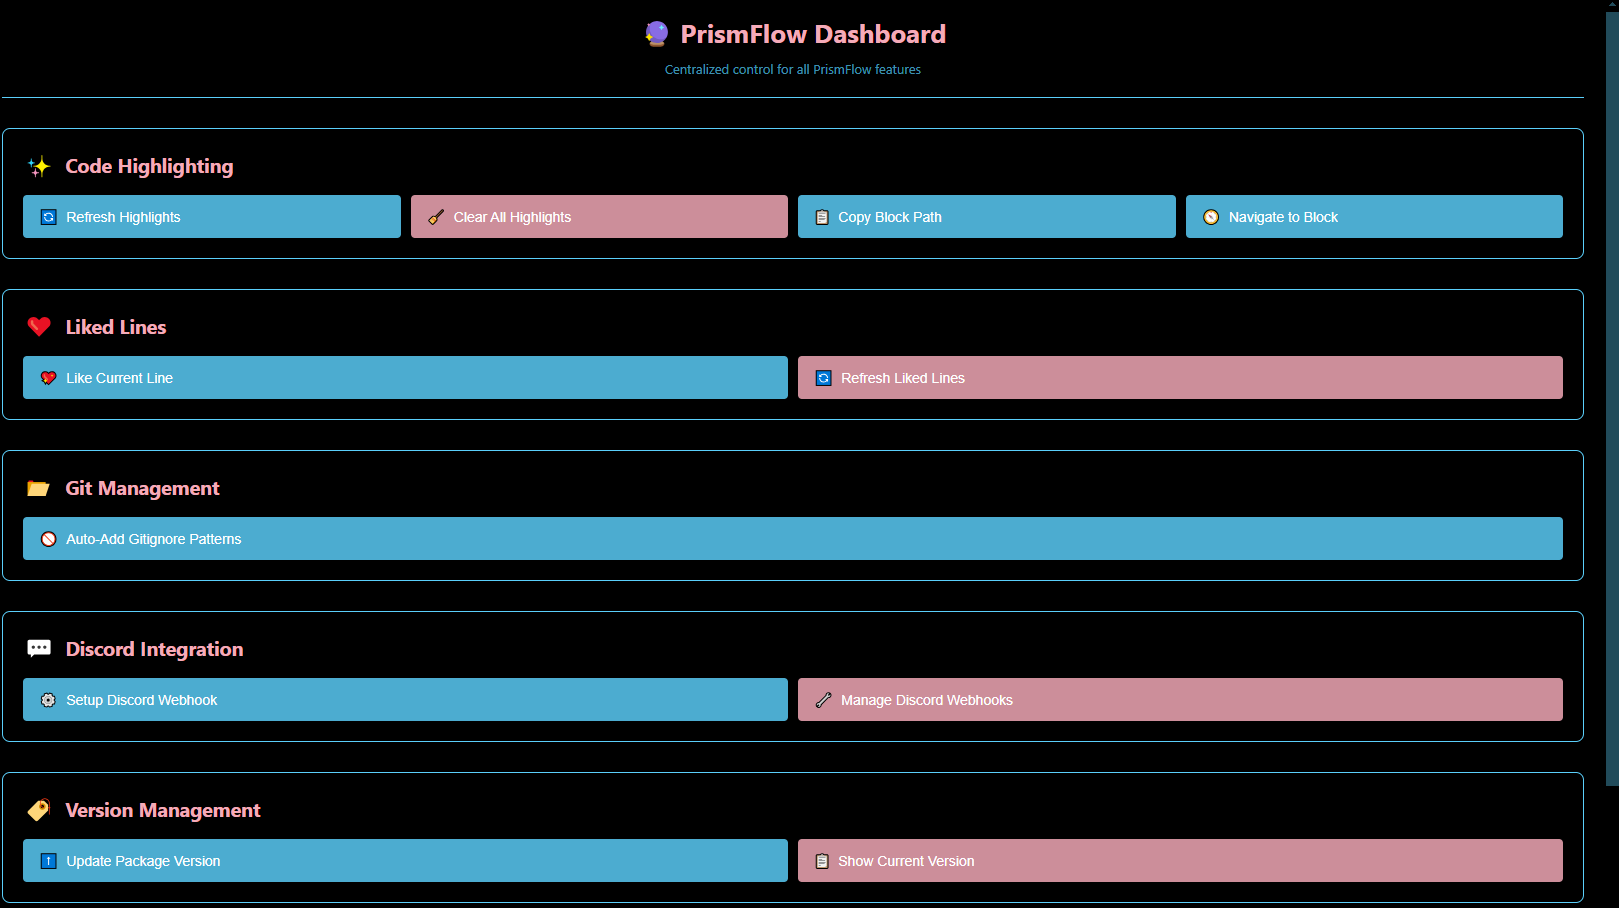 PrismFlow Dashboard
Centralized control for all PrismFlow features
Code Highlighting
Refresh Highlights
Clear All Highlights
Copy Block Path
Navigate to Block
Liked Lines
Like Current Line
Refresh Liked Lines
Git Management
Auto-Add Gitignore Patterns
Discord Integration
Setup Discord Webhook
Manage Discord Webhooks
Version Management
Update Package Version
Show Current Version